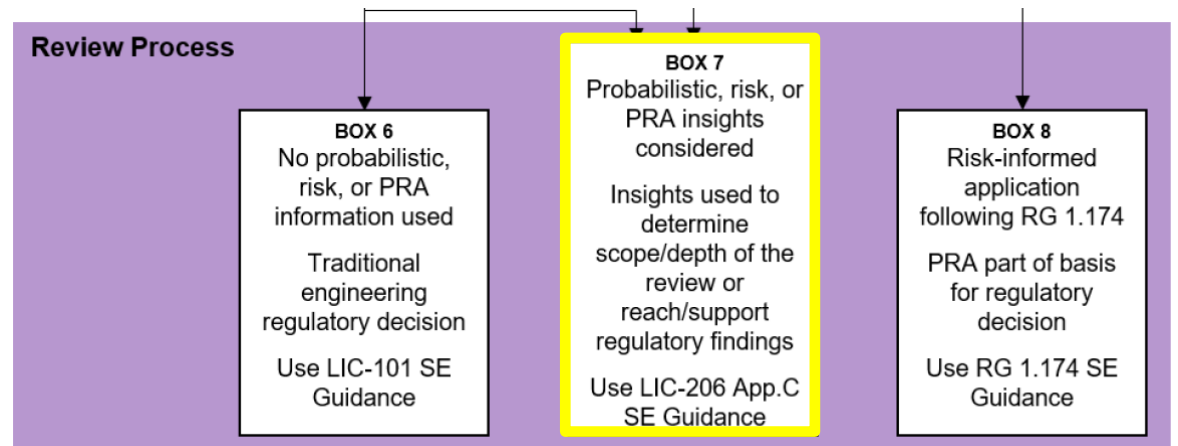 Review Process
BOX 6
No probabilistic,
risk, or PRA
information used
Traditional
engineering
regulatory decision
Use LIC-101 SE
Guidance
BOX 7
Probabilistic, risk, or
PRA insights
considered
Insights used to
determine
scope/depth of the
review or
reach/support
regulatory findings
Use LIC-206 App.C
SE Guidance
BOX 8
Risk-informed
application
following RG 1.174
PRA part of basis
for regulatory
decision
Use RG 1.174 SE
Guidance